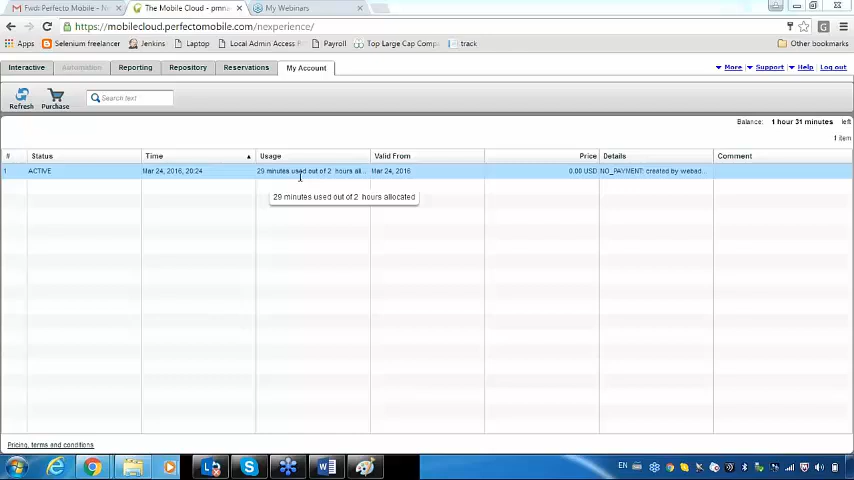 Fwd: Perfecto Mobile - N
The Mobile Cloud - pmna
My Webinars
https://mobilecloud.perfectomobile.com/nexperience/
Apps
Selenium freelancer
Jenkins
Laptop
Local Admin Access
Payroll
Top Large Cap Comp
track
Other bookmarks
Interactive
Automation
Reporting
Repository
Reservations
My Account
More
Support
Help
Log out
Refresh
Purchase
Search text
Balance: 1 hour 31 minutes left
1 item
# Status Time Usage Valid From Price Details Comment
1 ACTIVE Mar 24, 2016, 20:24 29 minutes used out of 2 hours all... Mar 24, 2016 0.00 USD NO_PAYMENT: created by webad...
29 minutes used out of 2 hours allocated
Pricing, terms and conditions
EN